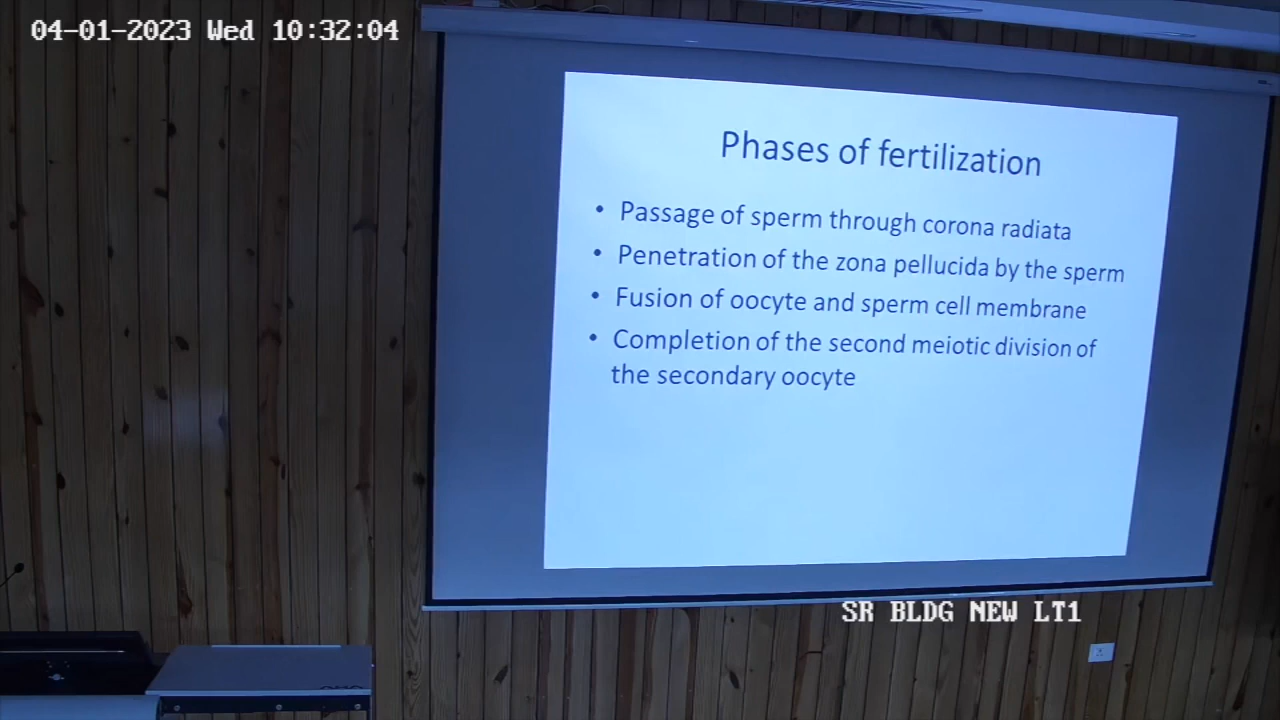 04-01-2023 Wed 10:32:04
Phases of fertilization
• Passage of sperm through corona radiata
• Penetration of the zona pellucida by the sperm
• Fusion of oocyte and sperm cell membrane
• Completion of the second meiotic division of
the secondary oocyte
SR BLDG NEW LT1